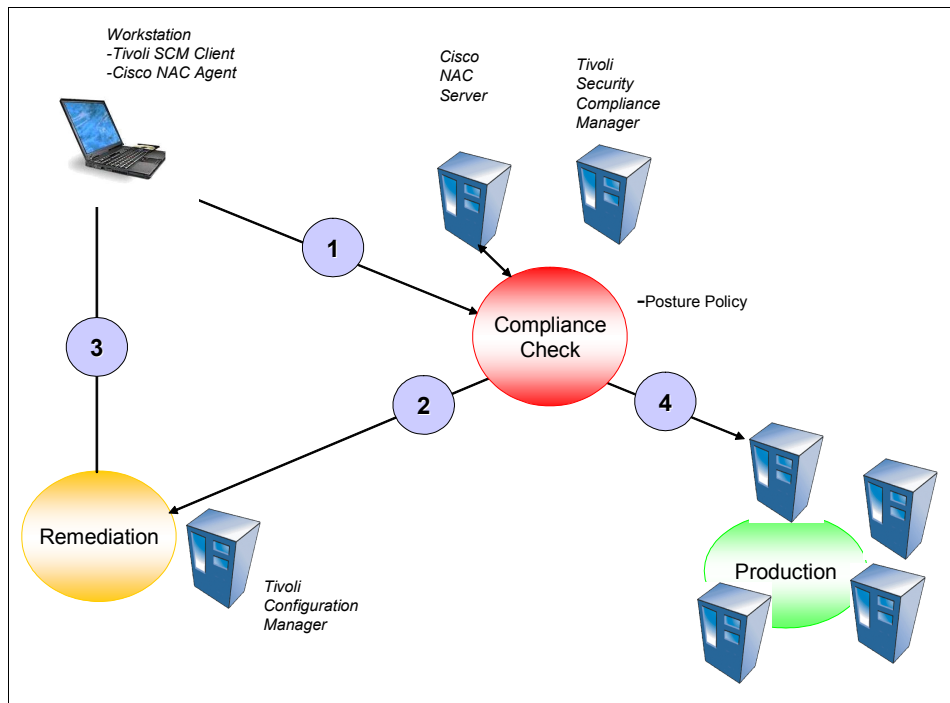 Workstation
-Tivoli SCM Client
-Cisco NAC Agent
Cisco
NAC
Server
Tivoli
Security
Compliance
Manager
1
Compliance
Check
-Posture Policy
3
2
4
Remediation
Tivoli
Configuration
Manager
Production